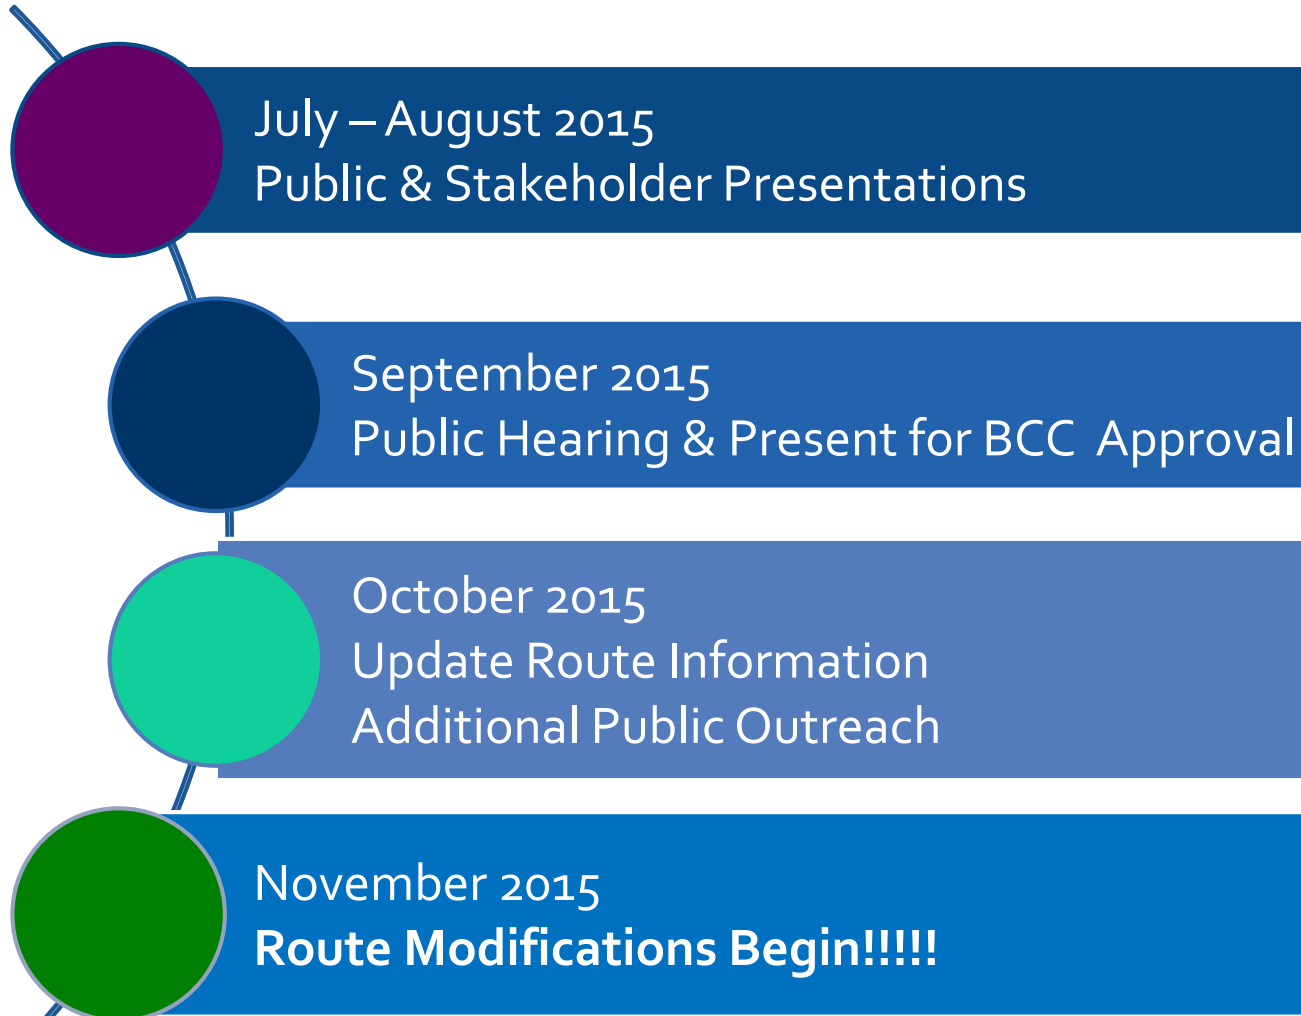 July – August 2015
Public & Stakeholder Presentations
September 2015
Public Hearing & Present for BCC  Approval
October 2015
Update Route Information
Additional Public Outreach
November 2015
Route Modifications Begin!!!!!